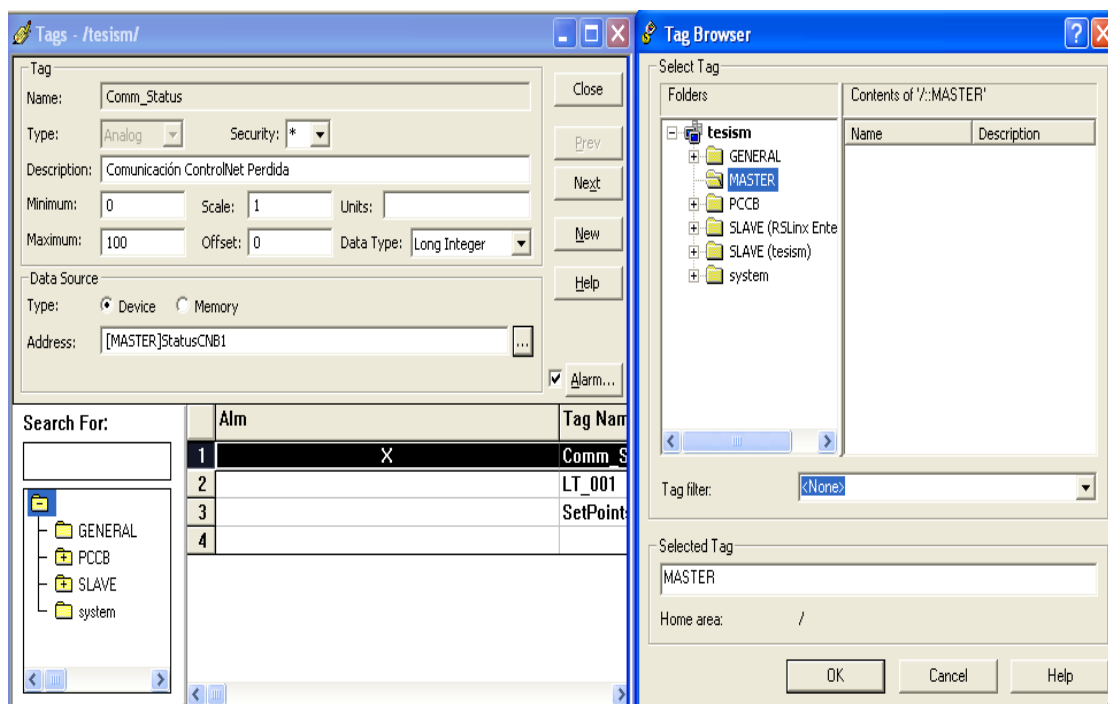 Tags - /tesism/
Tag
Name: Comm_Status
Type: Analog Security: *
Description: Comunicación ControlNet Perdida
Minimum: 0 Scale: 1 Units:
Maximum: 100 Offset: 0 Data Type: Long Integer
Data Source
Type: Device Memory
Address: [MASTER]StatusCNB1 ...
Close
Prev
Next
New
Help
Alarm...
Search For:
GENERAL
PCCB
SLAVE
system
Alm Tag Nam
1 X Comm_S
2 LT_001
3 SetPoints
4
Tag Browser
Select Tag
Folders
tesism
GENERAL
MASTER
PCCB
SLAVE (RSLinx Ente
SLAVE (tesism)
system
Contents of '/::MASTER'
Name Description
Tag filter: <None>
Selected Tag
MASTER
Home area: /
OK Cancel Help